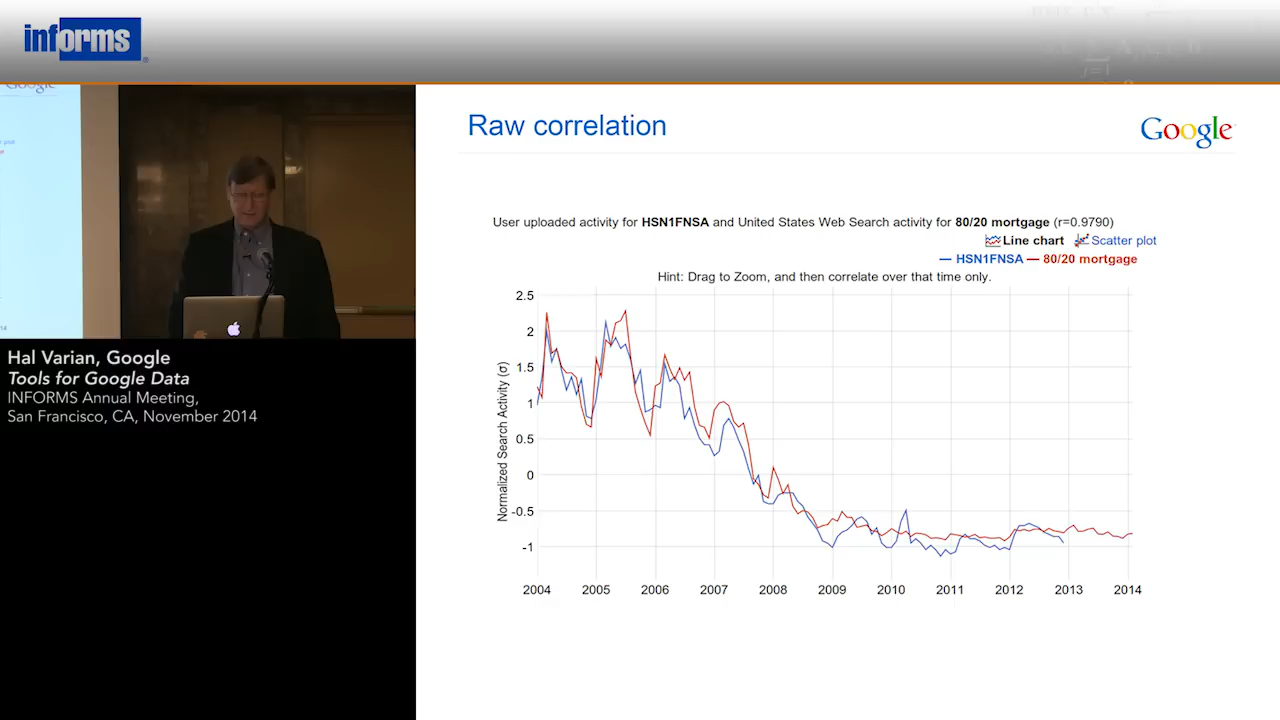 informs
Google
Hal Varian, Google
Tools for Google Data
INFORMS Annual Meeting,
San Francisco, CA, November 2014
Raw correlation
Google
User uploaded activity for HSN1FNSA and United States Web Search activity for 80/20 mortgage (r=0.9790)
Line chart Scatter plot
HSN1FNSA 80/20 mortgage
Hint: Drag to Zoom, and then correlate over that time only.
Normalized Search Activity (σ)
2.5
2
1.5
1
0.5
0
-0.5
-1
2004 2005 2006 2007 2008 2009 2010 2011 2012 2013 2014